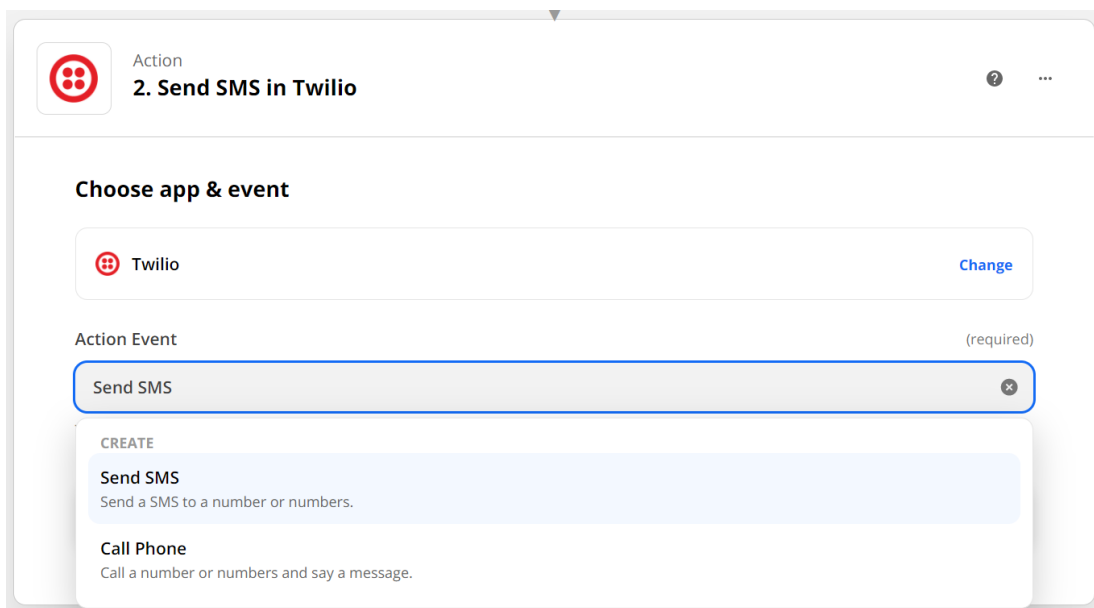 Action
2. Send SMS in Twilio
Choose app & event
Twilio
Change
Action Event
(required)
Send SMS
CREATE
Send SMS
Send a SMS to a number or numbers.
Call Phone
Call a number or numbers and say a message.